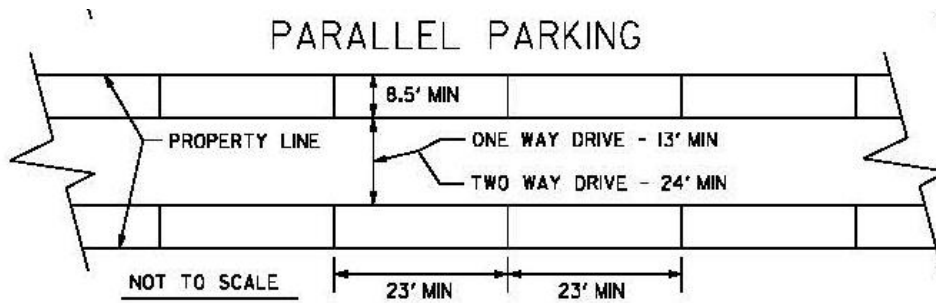 PARALLEL PARKING
8.5' MIN
PROPERTY LINE
ONE WAY DRIVE - 13' MIN
TWO WAY DRIVE - 24' MIN
NOT TO SCALE
23' MIN
23' MIN